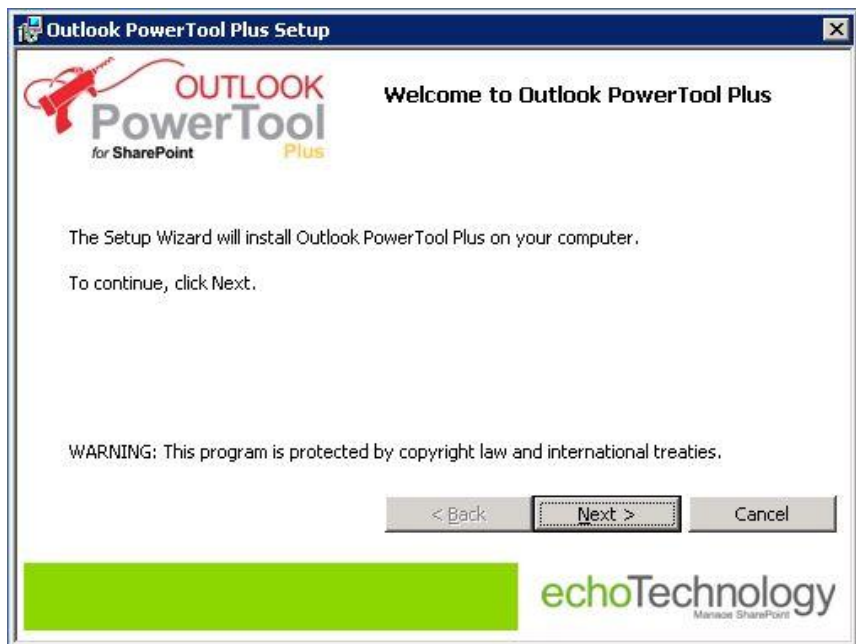 Outlook PowerTool Plus Setup
OUTLOOK
PowerTool
for SharePoint Plus
Welcome to Outlook PowerTool Plus
The Setup Wizard will install Outlook PowerTool Plus on your computer.
To continue, click Next.
WARNING: This program is protected by copyright law and international treaties.
< Back Next > Cancel
echoTechnology
Manage SharePoint